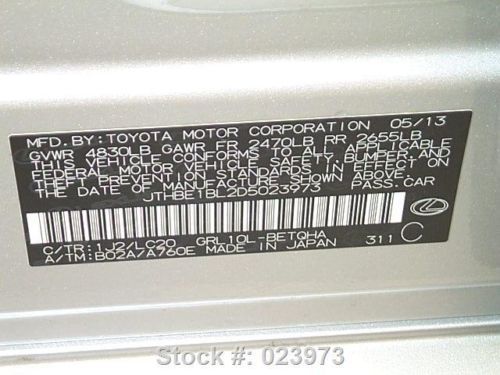 MFD. BY: TOYOTA MOTOR CORPORATION 05/13
GVWR 4830LB GAWR FR 2470LB RR 2655LB
THIS VEHICLE CONFORMS TO ALL APPLICABLE
FEDERAL MOTOR VEHICLE SAFETY, BUMPER, AND
THEFT PREVENTION STANDARDS IN EFFECT ON
THE DATE OF MANUFACTURE SHOWN ABOVE.
JTHBE1BL2D5023973 PASS. CAR
C/TR: 1J2/LC20 GRL10L-BETQHA
A/TM: B02A/A760E MADE IN JAPAN 311 C
Stock #: 023973